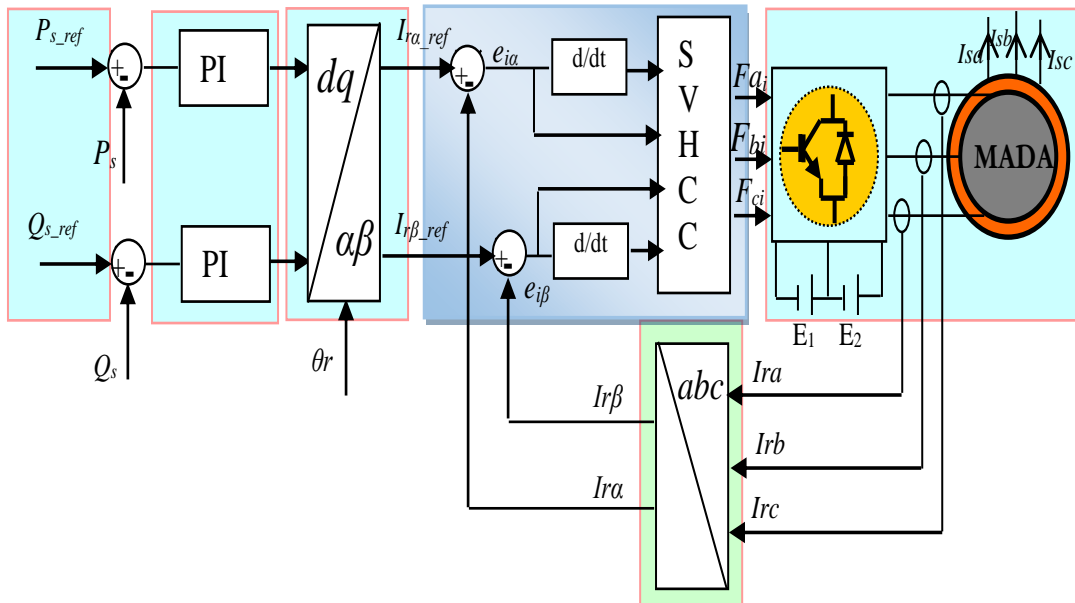 Ps_ref
+
-
Ps
PI
Qs_ref
+
-
Qs
PI
dq
αβ
θr
Irα_ref
+
-
eiα
d/dt
Irβ_ref
+
-
eiβ
d/dt
S
V
H
C
C
Fai
Fbi
Fci
E1
E2
Isa
Isb
Isc
MADA
abc
Ira
Irb
Irc
Irβ
Irα